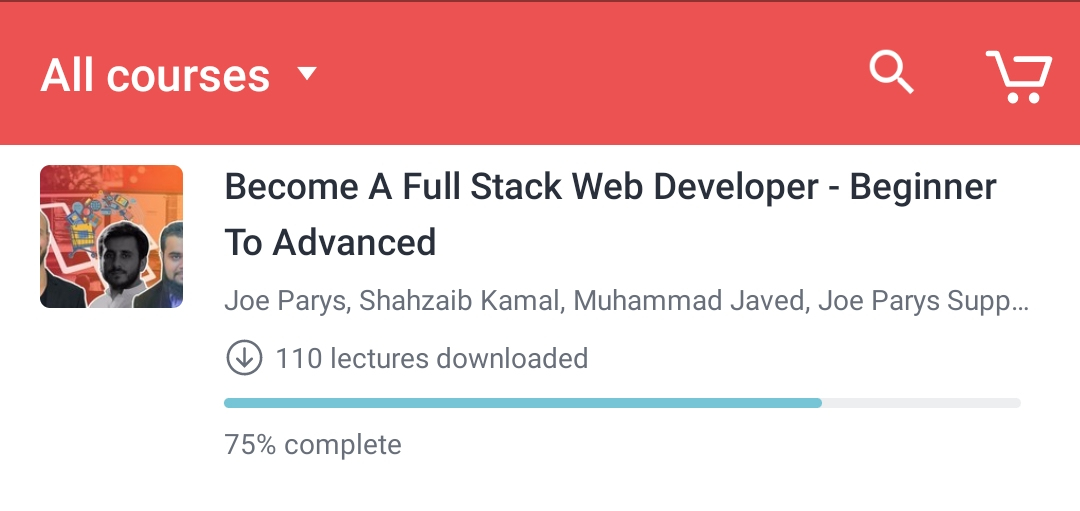 All courses
Become A Full Stack Web Developer - Beginner
To Advanced
Joe Parys, Shahzaib Kamal, Muhammad Javed, Joe Parys Supp...
110 lectures downloaded
75% complete